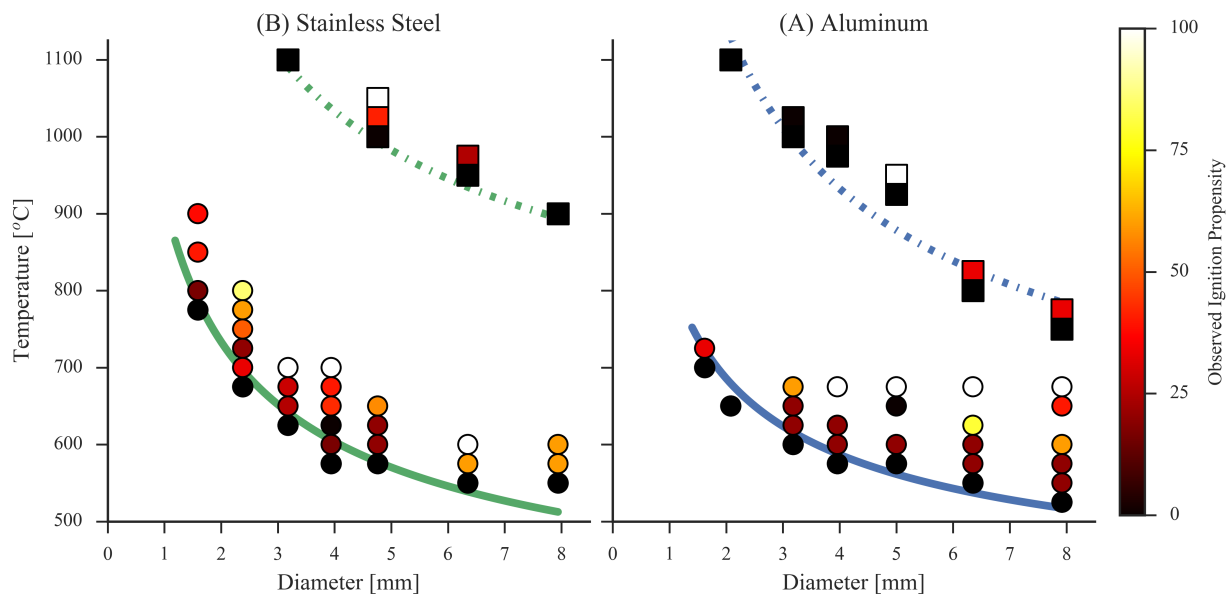 (B) Stainless Steel
(A) Aluminum
Temperature [°C]
1100
1000
900
800
700
600
500
0 1 2 3 4 5 6 7 8
Diameter [mm]
0 1 2 3 4 5 6 7 8
Diameter [mm]
100
75
50
25
0
Observed Ignition Propensity